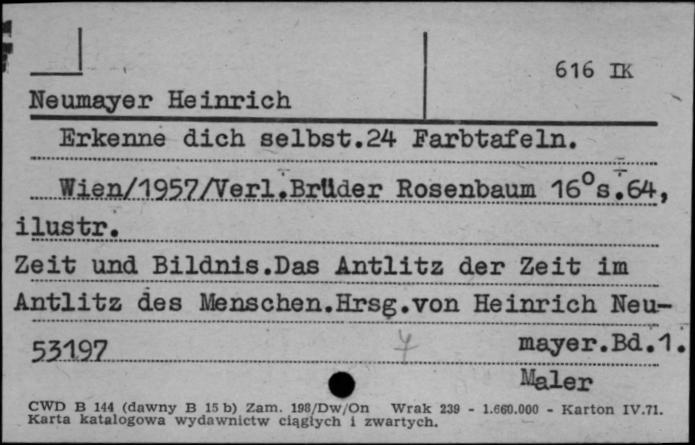 616 IK
Neumayer Heinrich
Erkenne dich selbst.24 Farbtafeln.
Wien/1957/Verl.Brüder Rosenbaum 16°s.64,
ilustr.
Zeit und Bildnis.Das Antlitz der Zeit im
Antlitz des Menschen.Hrsg.von Heinrich Neu-
53197 4 mayer.Bd.1.
Maler
CWD B 144 (dawny B 15 b) Zam. 198/Dw/On Wrak 239 - 1.660.000 - Karton IV.71.
Karta katalogowa wydawnictw ciągłych i zwartych.